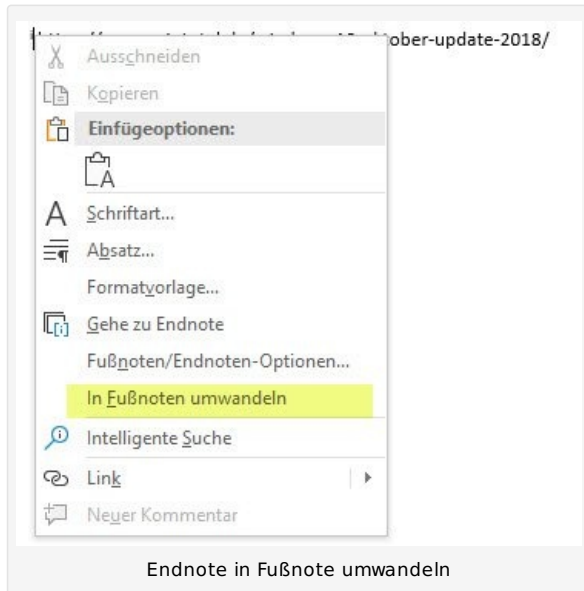 ober-update-2018/
Ausschneiden
Kopieren
Einfügeoptionen:
Schriftart...
Absatz...
Formatvorlage...
Gehe zu Endnote
Fußnoten/Endnoten-Optionen...
In Fußnoten umwandeln
Intelligente Suche
Link
Neuer Kommentar
Endnote in Fußnote umwandeln